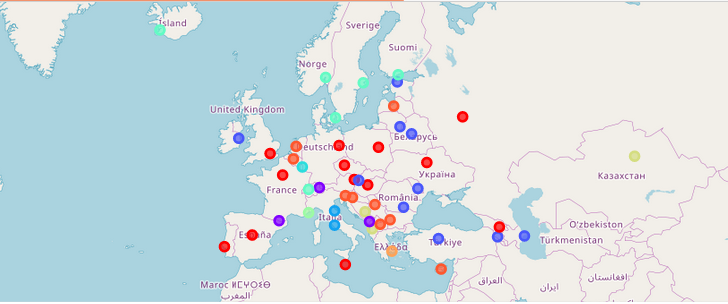 Ísland
Sverige
Suomi
Norge
United Kingdom
Беларусь
Deutschland
Україна
Казахстан
France
România
Italia
O'zbekiston
España
Ελλάδα
Türkiye
Türkmenistan
Maroc ⵍⵎⵖⵔⵉⴱ
المغرب
العراق
ایران
افغانستان